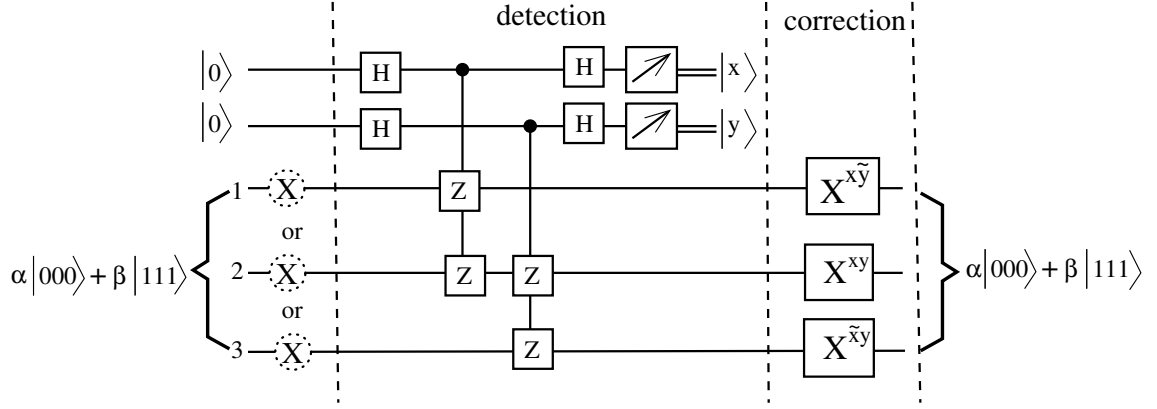 detection
correction
|0⟩ H H |x⟩
|0⟩ H H |y⟩
1 X Z X^{xỹ}
or
α|000⟩ + β|111⟩ 2 X Z Z X^{xy} α|000⟩ + β|111⟩
or
3 X Z X^{x̃y}